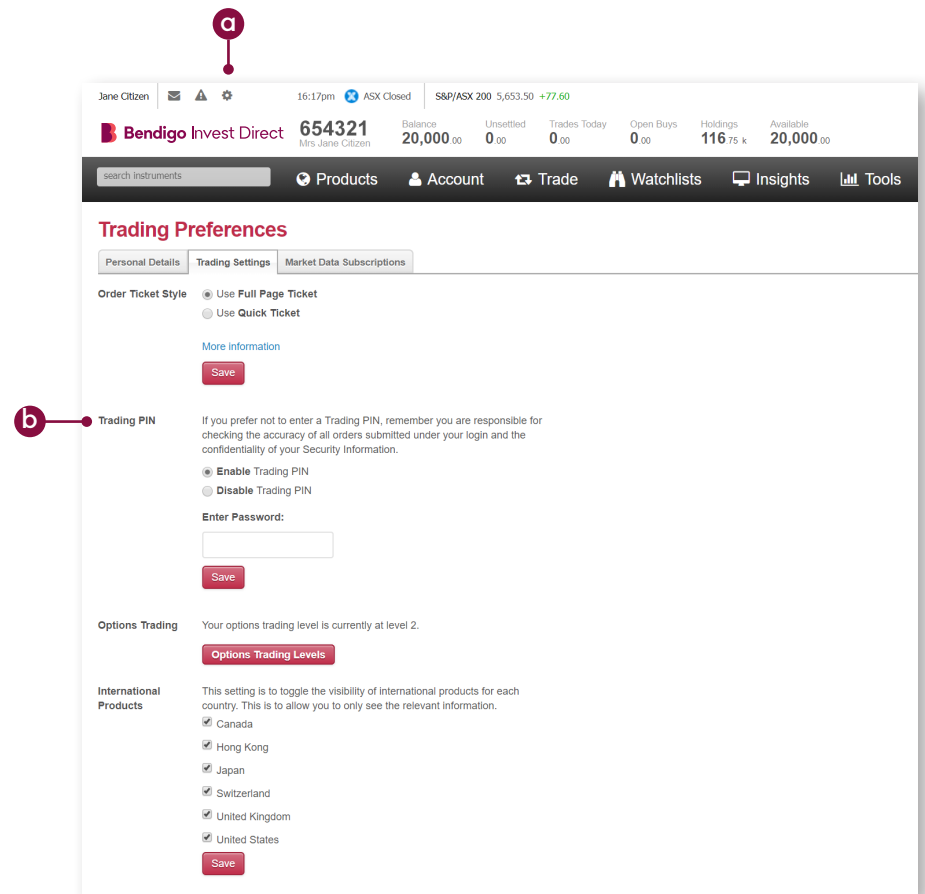 a
Jane Citizen 16:17pm ASX Closed S&P/ASX 200 5,653.50 +77.60
Bendigo Invest Direct 654321 Balance Unsettled Trades Today Open Buys Holdings Available
Mrs Jane Citizen 20,000.00 0.00 0.00 0.00 116.75 k 20,000.00
search instruments Products Account Trade Watchlists Insights Tools
Trading Preferences
Personal Details Trading Settings Market Data Subscriptions
Order Ticket Style Use Full Page Ticket
Use Quick Ticket
More information
Save
b
Trading PIN If you prefer not to enter a Trading PIN, remember you are responsible for
checking the accuracy of all orders submitted under your login and the
confidentiality of your Security Information.
Enable Trading PIN
Disable Trading PIN
Enter Password:
Save
Options Trading Your options trading level is currently at level 2.
Options Trading Levels
International Products This setting is to toggle the visibility of international products for each
country. This is to allow you to only see the relevant information.
Canada
Hong Kong
Japan
Switzerland
United Kingdom
United States
Save